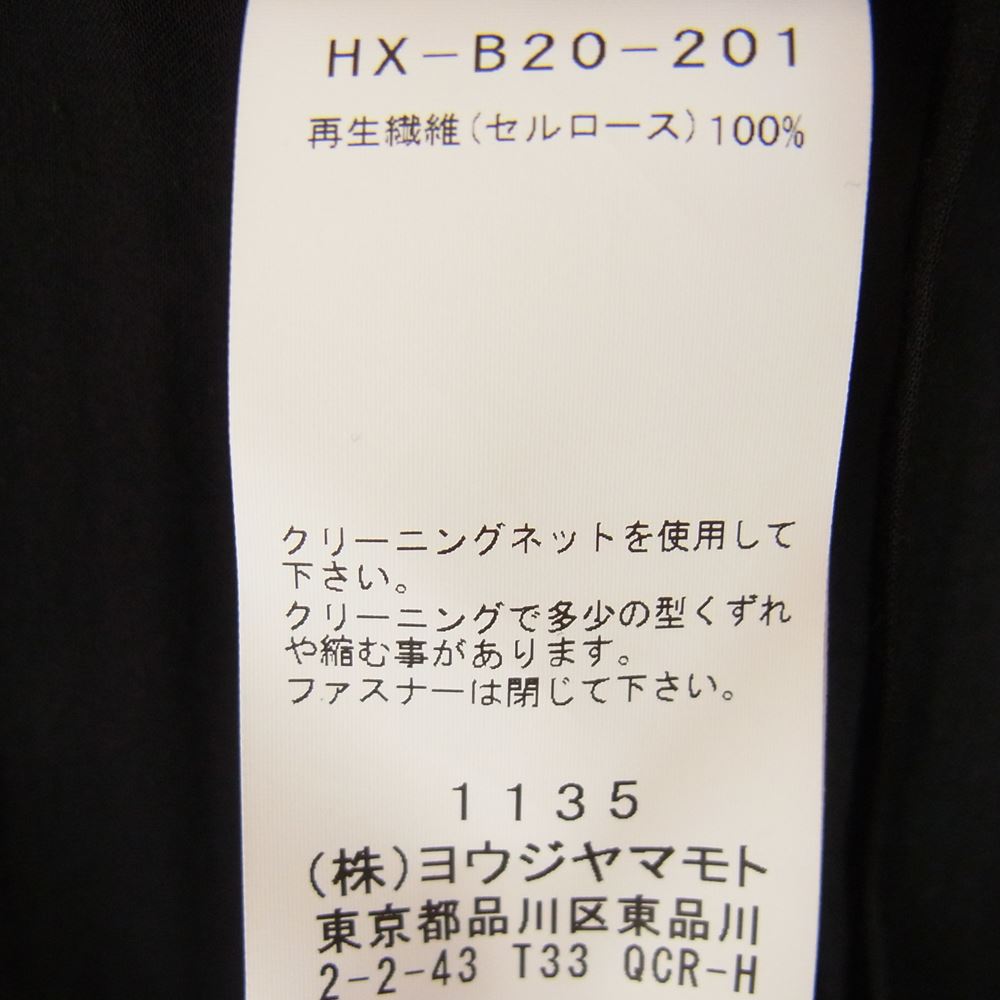 HX-B20-201
再生繊維(セルロース)100%
クリーニングネットを使用して
下さい。
クリーニングで多少の型くずれ
や縮む事があります。
ファスナーは閉じて下さい。
1135
(株)ヨウジヤマモト
東京都品川区東品川
2-2-43 T33 QCR-H